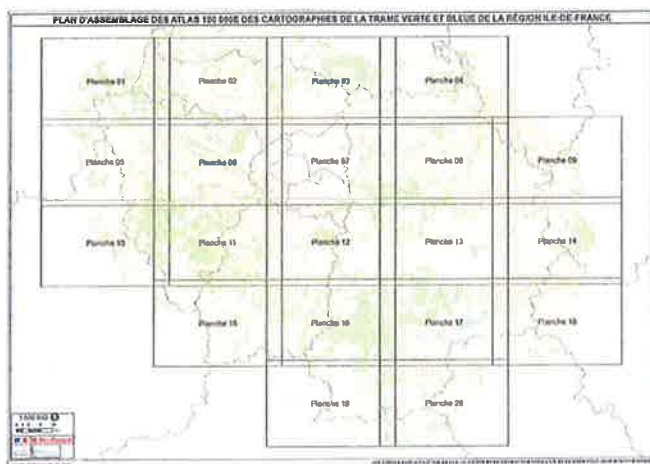 PLAN D'ASSEMBLAGE DES ATLAS 100 000E DES CARTOGRAPHIES DE LA TRAME VERTE ET BLEUE DE LA RÉGION ILE-DE-FRANCE
Planche 01
Planche 02
Planche 03
Planche 04
Planche 05
Planche 06
Planche 07
Planche 08
Planche 09
Planche 10
Planche 11
Planche 12
Planche 13
Planche 14
Planche 15
Planche 16
Planche 17
Planche 18
Planche 19
Planche 20